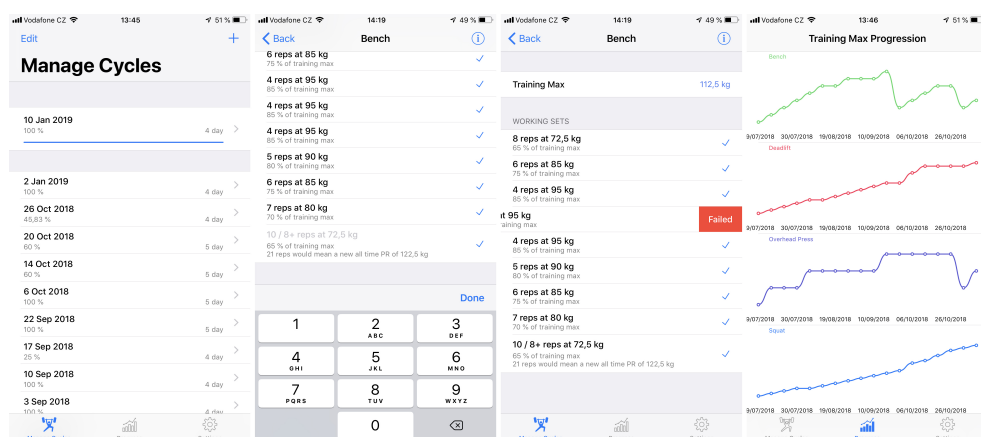 Vodafone CZ
13:45
51 %
Edit
+
Manage Cycles
10 Jan 2019
100 %
4 day
2 Jan 2019
100 %
4 day
26 Oct 2018
45,83 %
4 day
20 Oct 2018
60 %
5 day
14 Oct 2018
60 %
5 day
6 Oct 2018
100 %
5 day
22 Sep 2018
100 %
5 day
17 Sep 2018
25 %
4 day
10 Sep 2018
100 %
4 day
3 Sep 2018
100 %
4 day
Vodafone CZ
14:19
49 %
Back
Bench
6 reps at 85 kg
75 % of training max
4 reps at 95 kg
85 % of training max
4 reps at 95 kg
85 % of training max
4 reps at 95 kg
85 % of training max
5 reps at 90 kg
80 % of training max
6 reps at 85 kg
75 % of training max
7 reps at 80 kg
70 % of training max
10 / 8+ reps at 72,5 kg
65 % of training max
21 reps would mean a new all time PR of 122,5 kg
Done
1
2
ABC
3
DEF
4
GHI
5
JKL
6
MNO
7
PQRS
8
TUV
9
WXYZ
0
Vodafone CZ
14:19
49 %
Back
Bench
Training Max
112,5 kg
WORKING SETS
8 reps at 72,5 kg
65 % of training max
6 reps at 85 kg
75 % of training max
4 reps at 95 kg
85 % of training max
at 95 kg
training max
Failed
4 reps at 95 kg
85 % of training max
5 reps at 90 kg
80 % of training max
6 reps at 85 kg
75 % of training max
7 reps at 80 kg
70 % of training max
10 / 8+ reps at 72,5 kg
65 % of training max
21 reps would mean a new all time PR of 122,5 kg
Vodafone CZ
13:46
51 %
Training Max Progression
Bench
9/07/2018 30/07/2018 19/08/2018 10/09/2018 06/10/2018 26/10/2018
Deadlift
9/07/2018 30/07/2018 19/08/2018 10/09/2018 06/10/2018 26/10/2018
Overhead Press
9/07/2018 30/07/2018 19/08/2018 10/09/2018 06/10/2018 26/10/2018
Squat
9/07/2018 30/07/2018 19/08/2018 10/09/2018 06/10/2018 26/10/2018